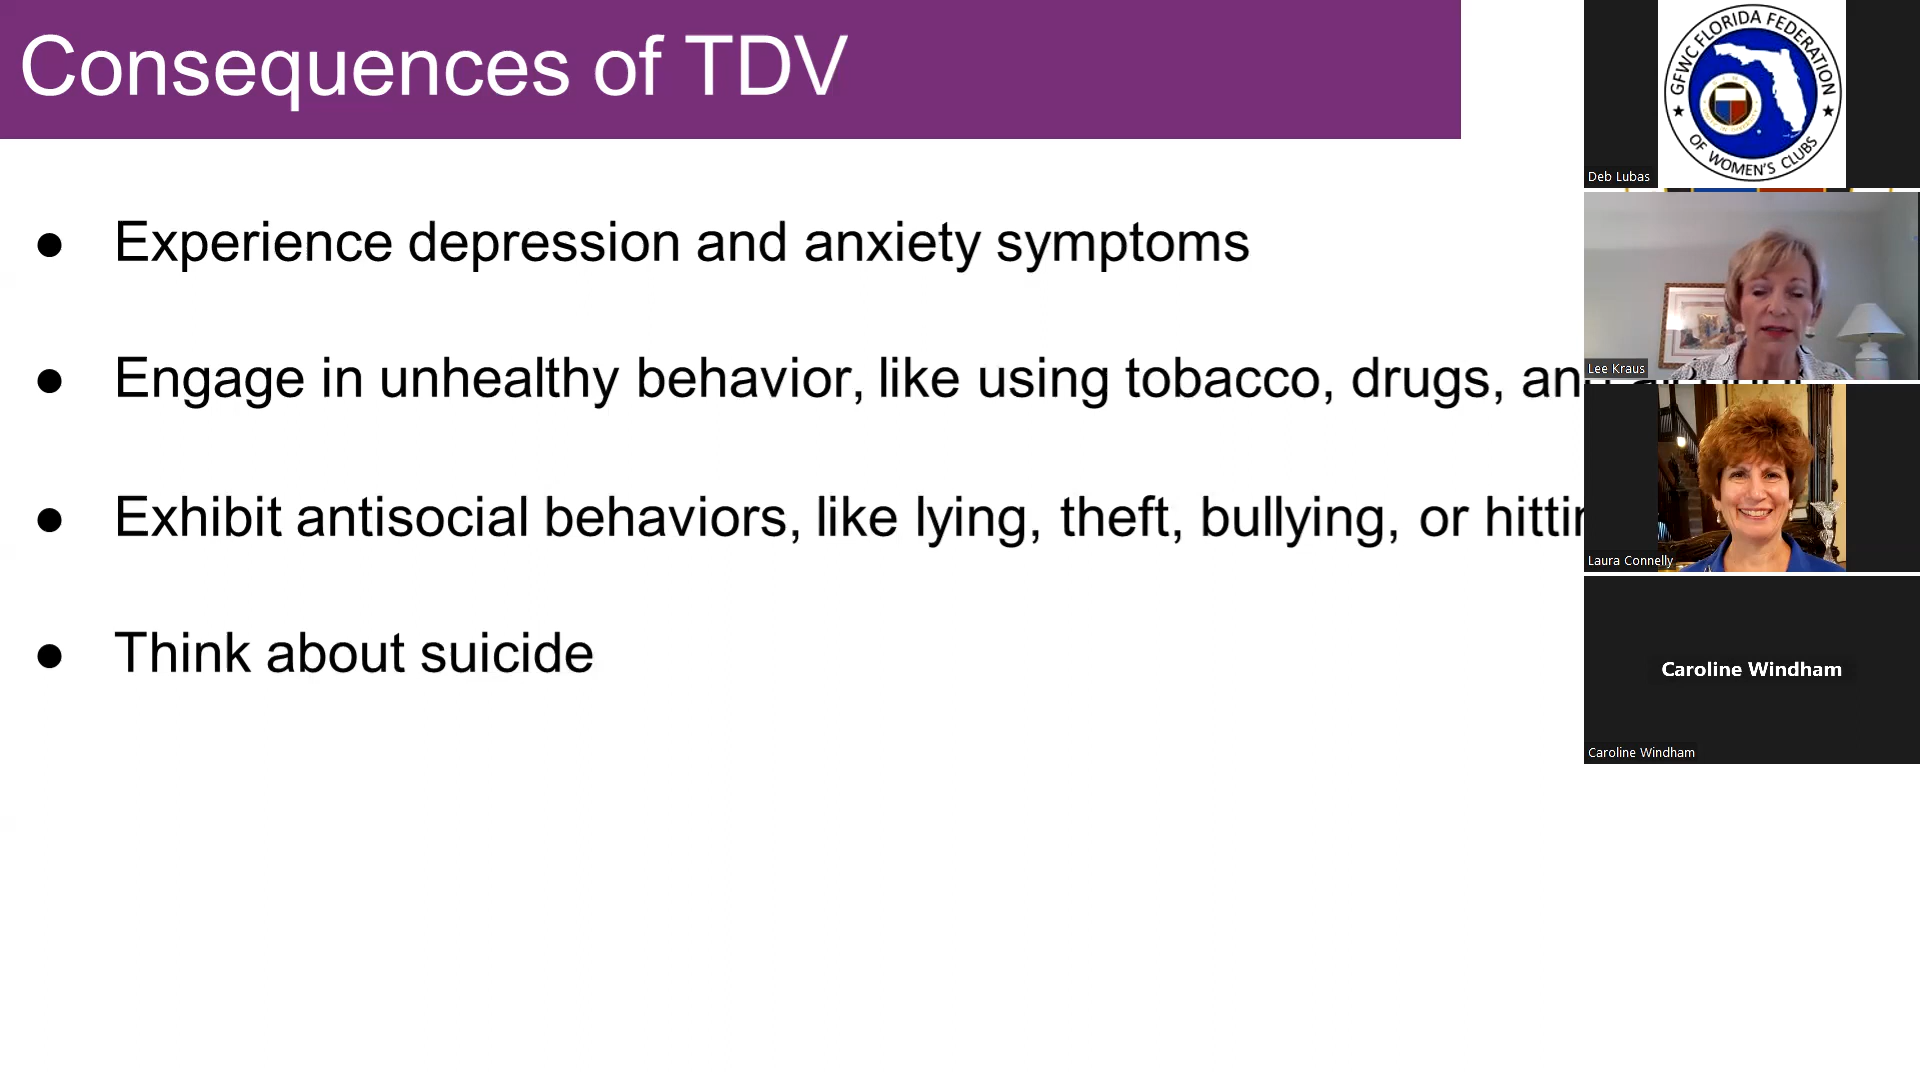 Consequences of TDV
● Experience depression and anxiety symptoms
● Engage in unhealthy behavior, like using tobacco, drugs,
● Exhibit antisocial behaviors, like lying, theft, bullying, or
● Think about suicide
GFWC FLORIDA FEDERATION
★ ★
OF WOMEN'S CLUBS
Deb Lubas
Lee Kraus
Laura Connelly
Caroline Windham
Caroline Windham